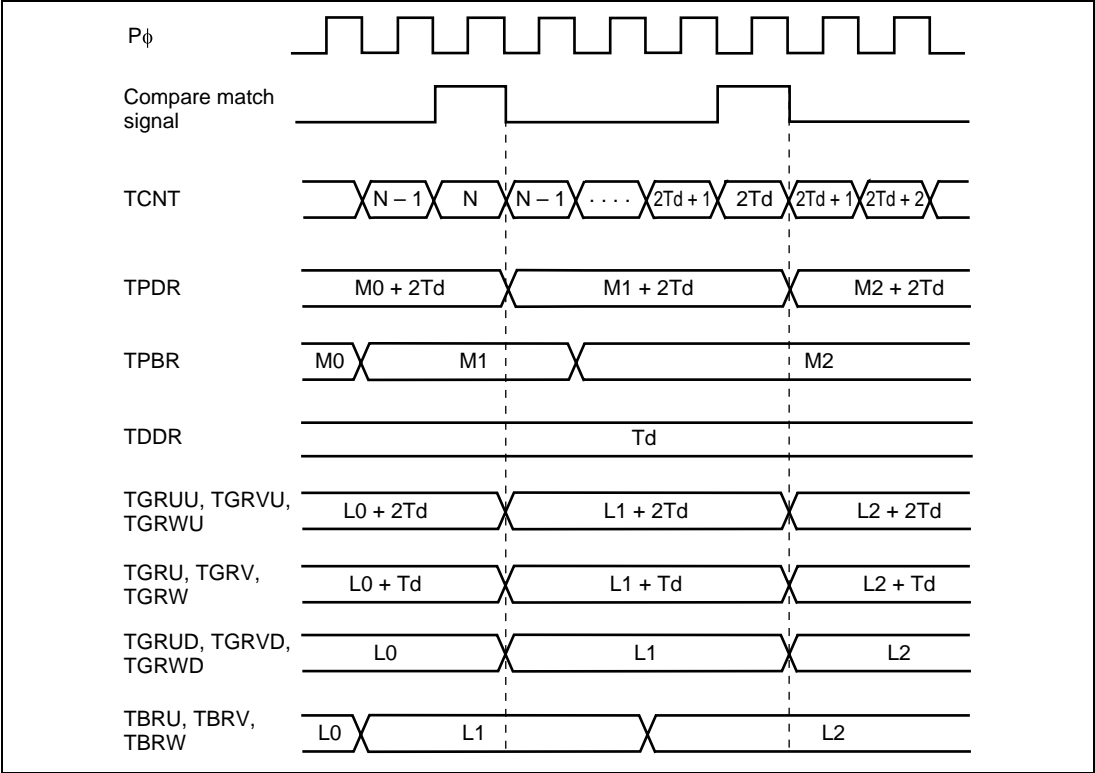 Pϕ
Compare match
signal
TCNT
N – 1 N N – 1 · · · · 2Td + 1 2Td 2Td + 1 2Td + 2
TPDR
M0 + 2Td M1 + 2Td M2 + 2Td
TPBR
M0 M1 M2
TDDR
Td
TGRUU, TGRVU,
TGRWU
L0 + 2Td L1 + 2Td L2 + 2Td
TGRU, TGRV,
TGRW
L0 + Td L1 + Td L2 + Td
TGRUD, TGRVD,
TGRWD
L0 L1 L2
TBRU, TBRV,
TBRW
L0 L1 L2